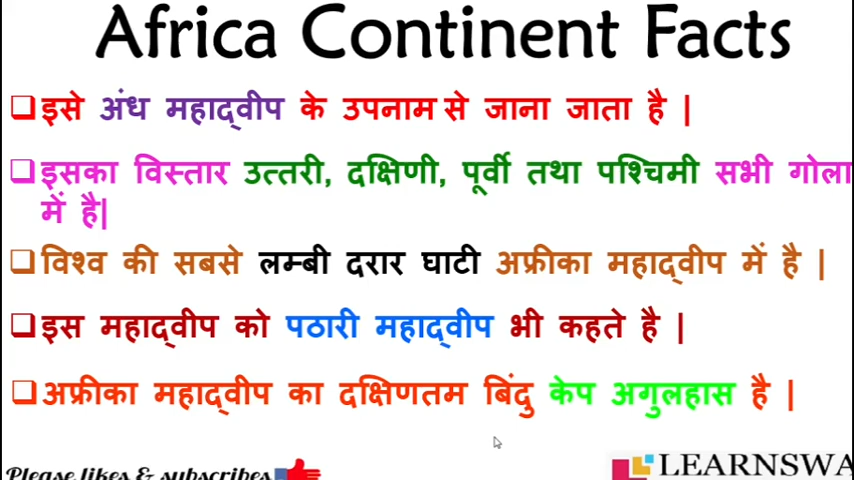 Africa Continent Facts
इसे अंध महाद्वीप के उपनाम से जाना जाता है |
इसका विस्तार उत्तरी, दक्षिणी, पूर्वी तथा पश्चिमी सभी गोला
में है|
विश्व की सबसे लम्बी दरार घाटी अफ्रीका महाद्वीप में है |
इस महाद्वीप को पठारी महाद्वीप भी कहते है |
अफ्रीका महाद्वीप का दक्षिणतम बिंदु केप अगुलहास है |
Please likes & subscribes
LEARNSWA